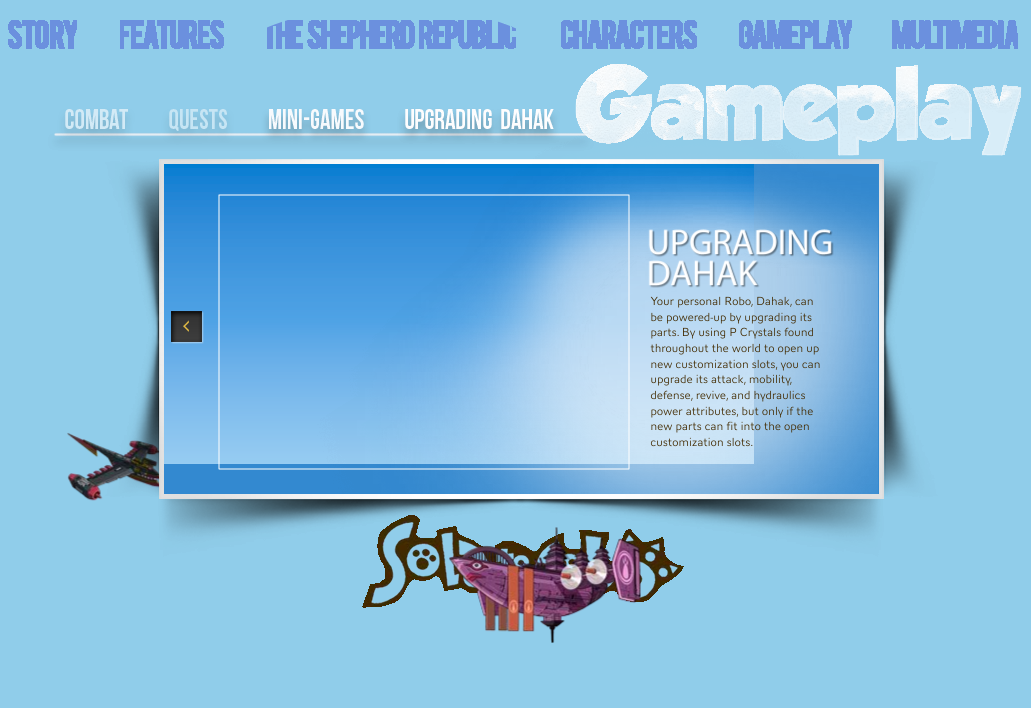 STORY FEATURES THE SHEPHERD REPUBLIC CHARACTERS GAMEPLAY MULTIMEDIA
Gameplay
COMBAT QUESTS MINI-GAMES UPGRADING DAHAK
UPGRADING
DAHAK
Your personal Robo, Dahak, can
be powered-up by upgrading its
parts. By using P Crystals found
throughout the world to open up
new customization slots, you can
upgrade its attack, mobility,
defense, revive, and hydraulics
power attributes, but only if the
new parts can fit into the open
customization slots.